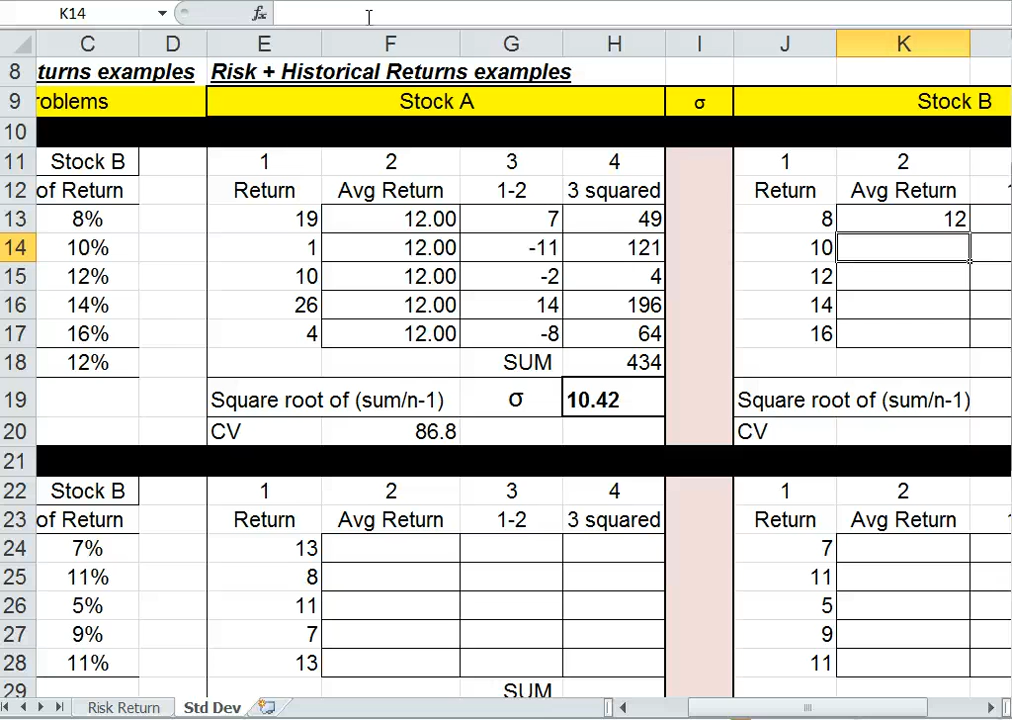 K14 fx
C D E F G H I J K
8 turns examples Risk + Historical Returns examples
9 roblems Stock A σ Stock B
10
11 Stock B 1 2 3 4 1 2
12 of Return Return Avg Return 1-2 3 squared Return Avg Return
13 8% 19 12.00 7 49 8 12
14 10% 1 12.00 -11 121 10
15 12% 10 12.00 -2 4 12
16 14% 26 12.00 14 196 14
17 16% 4 12.00 -8 64 16
18 12% SUM 434
19 Square root of (sum/n-1) σ 10.42 Square root of (sum/n-1)
20 CV 86.8 CV
21
22 Stock B 1 2 3 4 1 2
23 of Return Return Avg Return 1-2 3 squared Return Avg Return
24 7% 13 7
25 11% 8 11
26 5% 11 5
27 9% 7 9
28 11% 13 11
29 SUM
Risk Return Std Dev